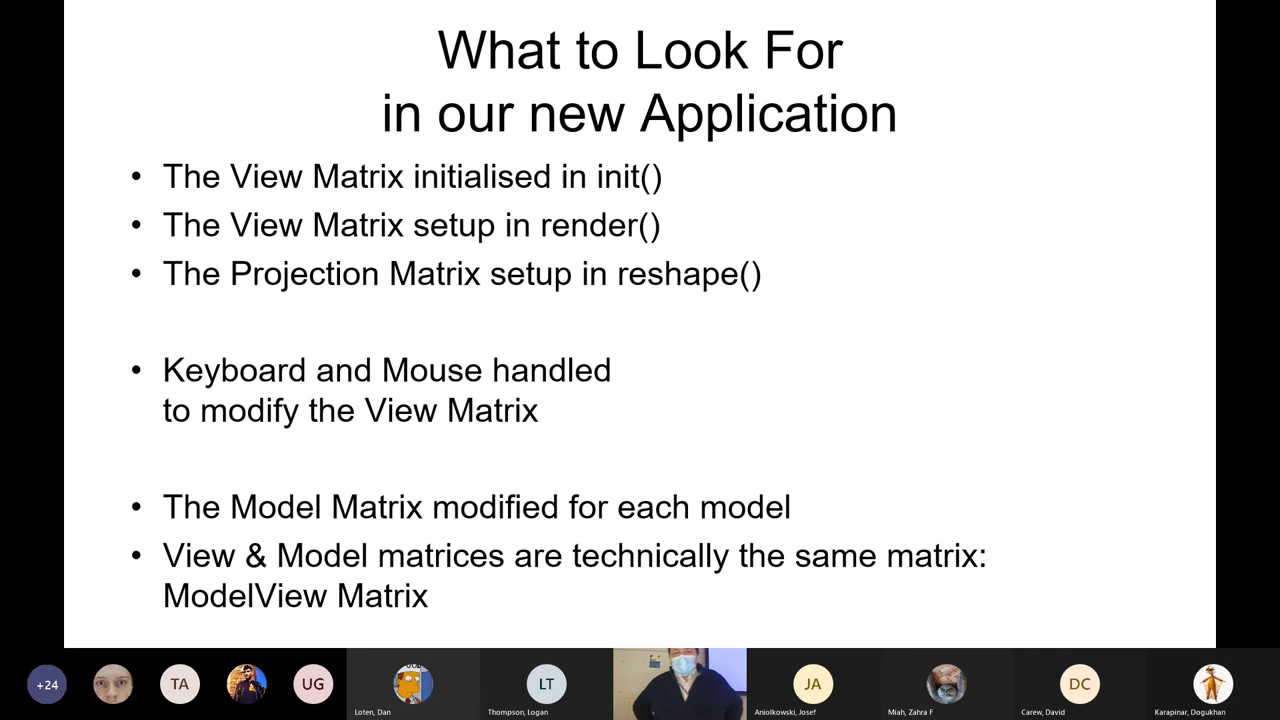 What to Look For
in our new Application
• The View Matrix initialised in init()
• The View Matrix setup in render()
• The Projection Matrix setup in reshape()
• Keyboard and Mouse handled
to modify the View Matrix
• The Model Matrix modified for each model
• View & Model matrices are technically the same matrix:
ModelView Matrix
+24
TA
UG
LT
JA
DC
Loten, Dan
Thompson, Logan
Aniolkowski, Josef
Miah, Zahra F
Carew, David
Karapinar, Dogukhan